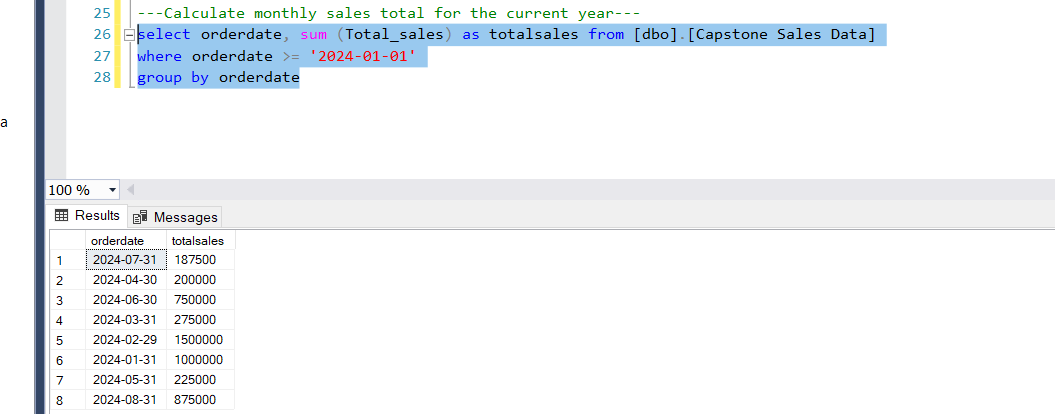 25 ---Calculate monthly sales total for the current year---
26 select orderdate, sum (Total_sales) as totalsales from [dbo].[Capstone Sales Data]
27 where orderdate >= '2024-01-01'
28 group by orderdate
a
100 %
Results Messages
orderdate totalsales
1 2024-07-31 187500
2 2024-04-30 200000
3 2024-06-30 750000
4 2024-03-31 275000
5 2024-02-29 1500000
6 2024-01-31 1000000
7 2024-05-31 225000
8 2024-08-31 875000